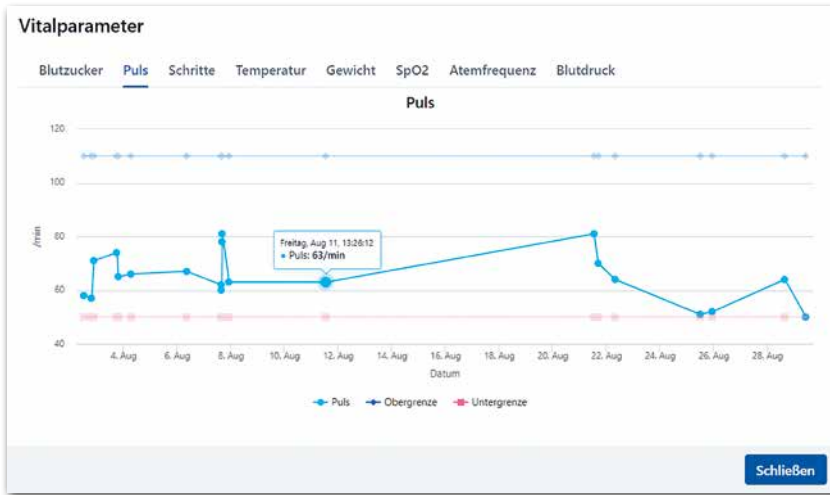 Vitalparameter
Blutzucker Puls Schritte Temperatur Gewicht SpO2 Atemfrequenz Blutdruck
Puls
120
100
80
60
40
/min
Freitag, Aug 11, 13:26:12
Puls: 63/min
4. Aug 6. Aug 8. Aug 10. Aug 12. Aug 14. Aug 16. Aug 18. Aug 20. Aug 22. Aug 24. Aug 26. Aug 28. Aug
Datum
Puls Obergrenze Untergrenze
Schließen